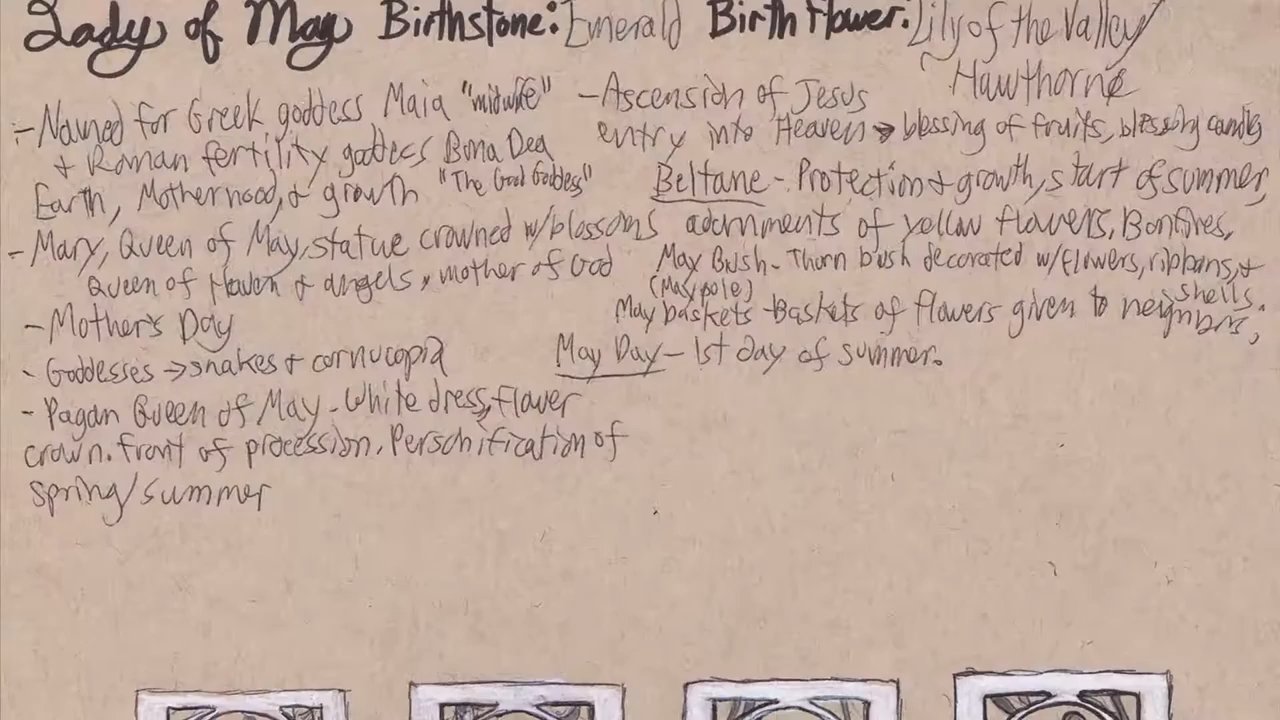 Lady of May Birthstone: Emerald Birth Flower: Lily of the Valley
Hawthorne
- Named for Greek goddess Maia "midwife"
+ Roman fertility goddess Bona Dea
Earth, Motherhood, + growth "The Good Goddess"
- Mary, Queen of May, statue crowned w/blossoms
Queen of Heaven + angels, mother of God
- Mother's Day
- Goddesses → snakes + cornucopia
- Pagan Queen of May - White dress, flower
crown. front of procession. Personification of
spring/summer
- Ascension of Jesus
entry into Heaven → blessing of fruits, blessing candles
Beltane - Protection + growth, start of summer,
adornments of yellow flowers, Bonfires,
May Bush - Thorn bush decorated w/flowers, ribbons, +
shells.
(Maypole)
May baskets - Baskets of flowers given to neighbors;
May Day - 1st day of summer.